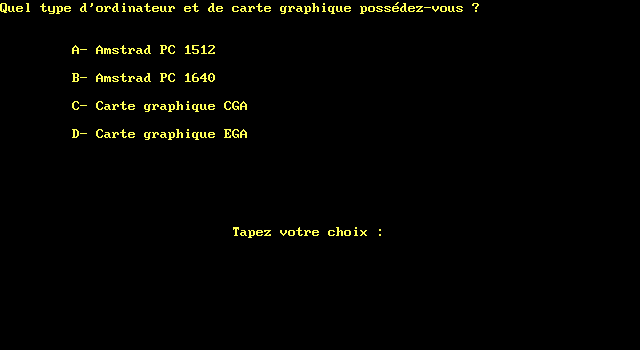 Quel type d'ordinateur et de carte graphique possédez-vous ?
A- Amstrad PC 1512
B- Amstrad PC 1640
C- Carte graphique CGA
D- Carte graphique EGA
Tapez votre choix :